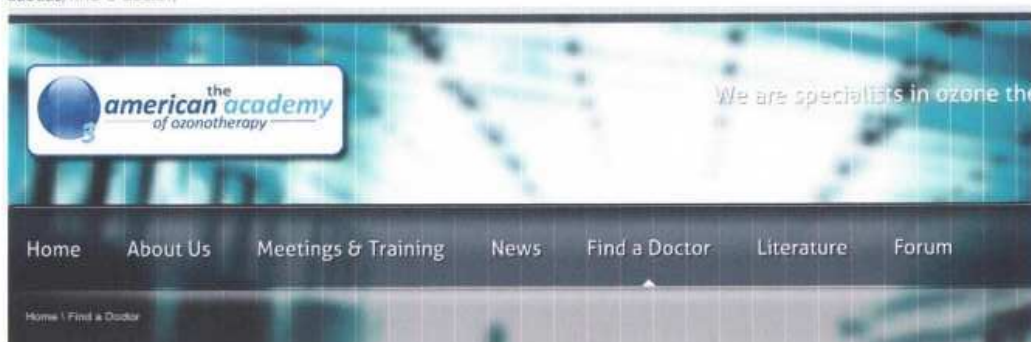 the
american academy
of ozonotherapy
3
We are specialists in ozone the
Home About Us Meetings & Training News Find a Doctor Literature Forum
Home \ Find a Doctor